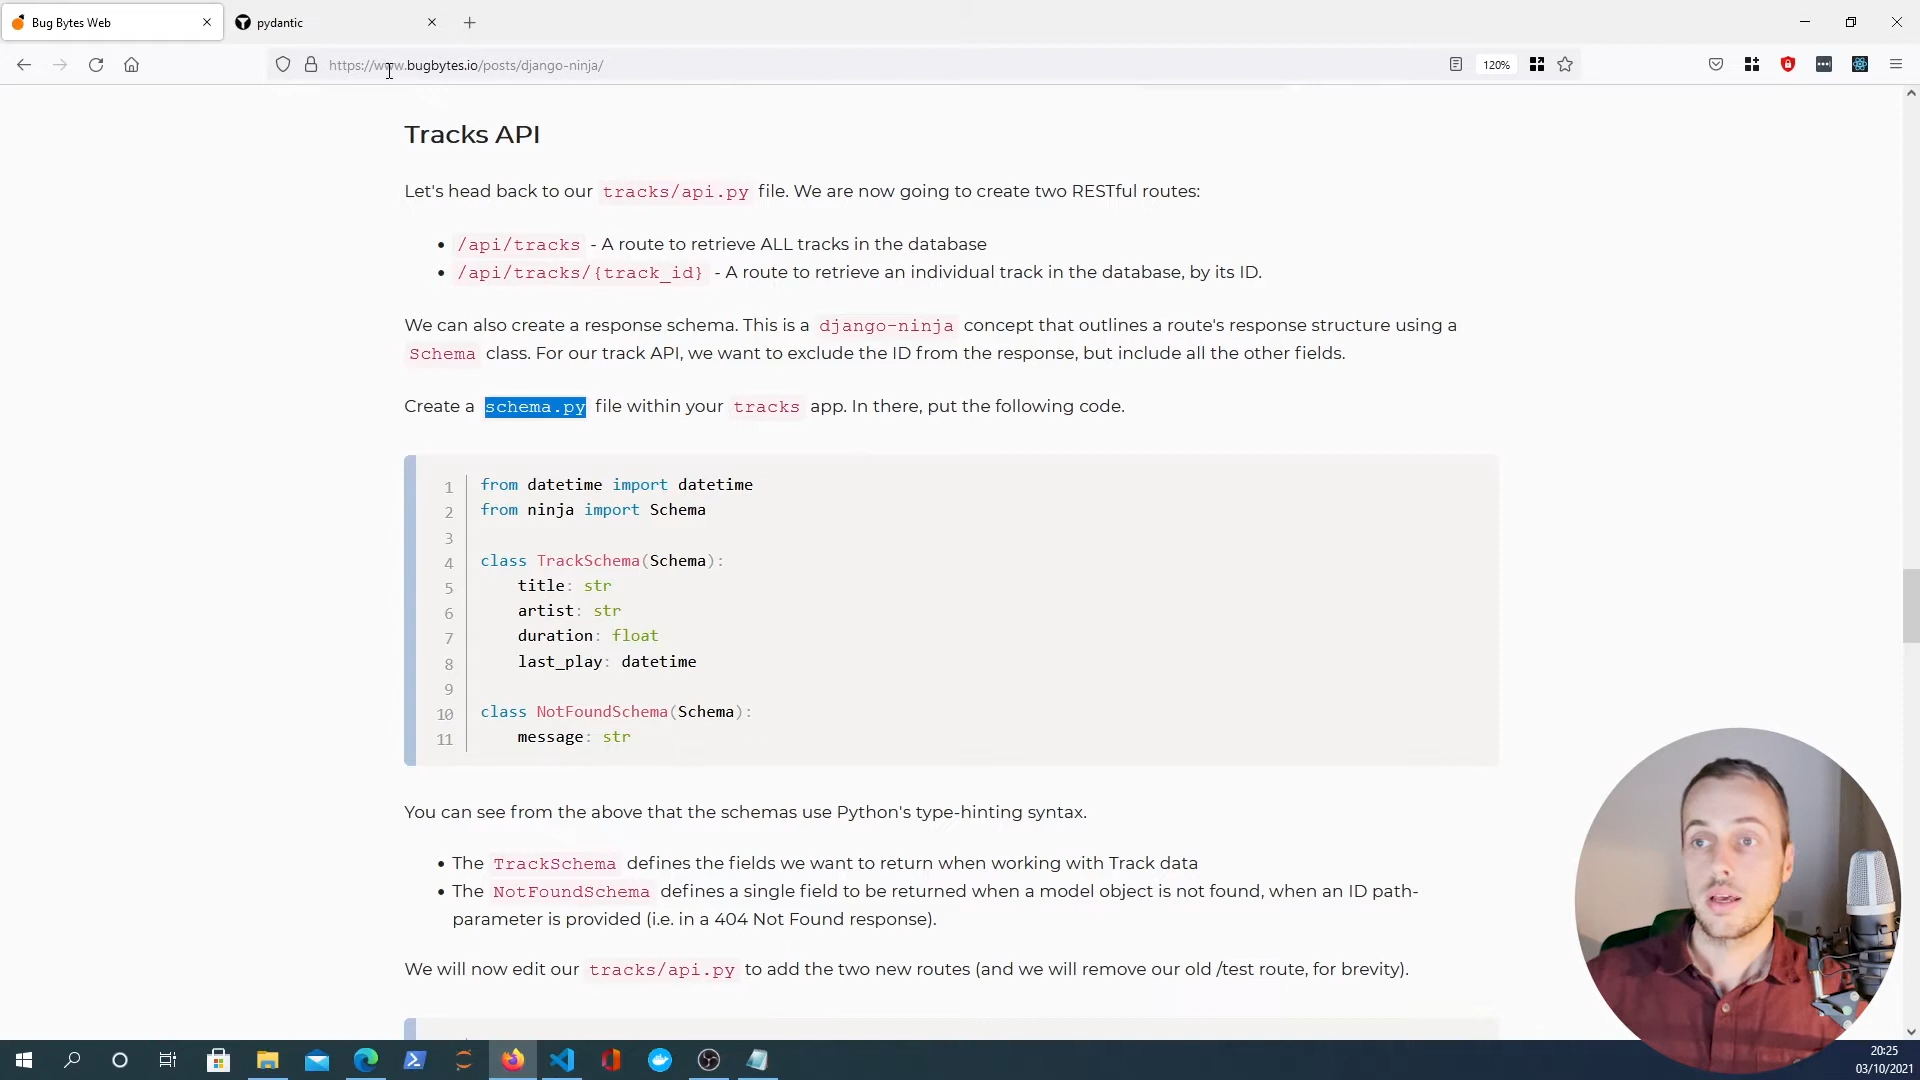 Bug Bytes Web
pydantic
https://www.bugbytes.io/posts/django-ninja/
120%
Tracks API
Let's head back to our tracks/api.py file. We are now going to create two RESTful routes:
• /api/tracks - A route to retrieve ALL tracks in the database
• /api/tracks/{track_id} - A route to retrieve an individual track in the database, by its ID.
We can also create a response schema. This is a django-ninja concept that outlines a route's response structure using a
Schema class. For our track API, we want to exclude the ID from the response, but include all the other fields.
Create a schema.py file within your tracks app. In there, put the following code.
1 from datetime import datetime
2 from ninja import Schema
3
4 class TrackSchema(Schema):
5 title: str
6 artist: str
7 duration: float
8 last_play: datetime
9
10 class NotFoundSchema(Schema):
11 message: str
You can see from the above that the schemas use Python's type-hinting syntax.
• The TrackSchema defines the fields we want to return when working with Track data
• The NotFoundSchema defines a single field to be returned when a model object is not found, when an ID path-
parameter is provided (i.e. in a 404 Not Found response).
We will now edit our tracks/api.py to add the two new routes (and we will remove our old /test route, for brevity).
20:25
03/10/2021